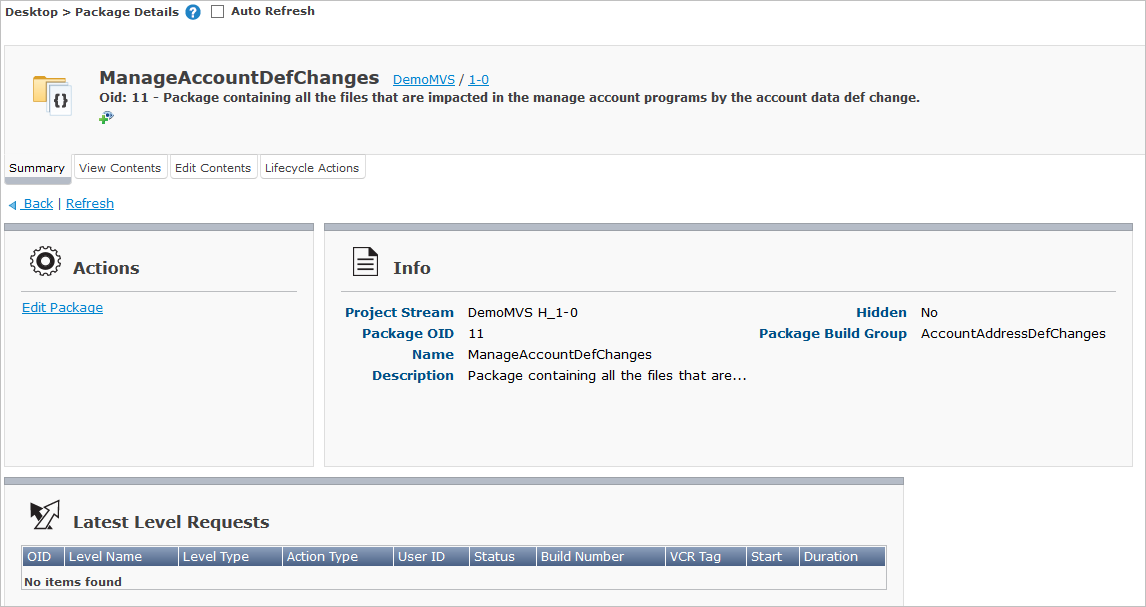 Desktop > Package Details ? Auto Refresh
ManageAccountDefChanges DemoMVS / 1-0
Oid: 11 - Package containing all the files that are impacted in the manage account programs by the account data def change.
Summary View Contents Edit Contents Lifecycle Actions
Back | Refresh
Actions
Edit Package
Info
Project Stream DemoMVS H_1-0 Hidden No
Package OID 11 Package Build Group AccountAddressDefChanges
Name ManageAccountDefChanges
Description Package containing all the files that are...
Latest Level Requests
OID Level Name Level Type Action Type User ID Status Build Number VCR Tag Start Duration
No items found